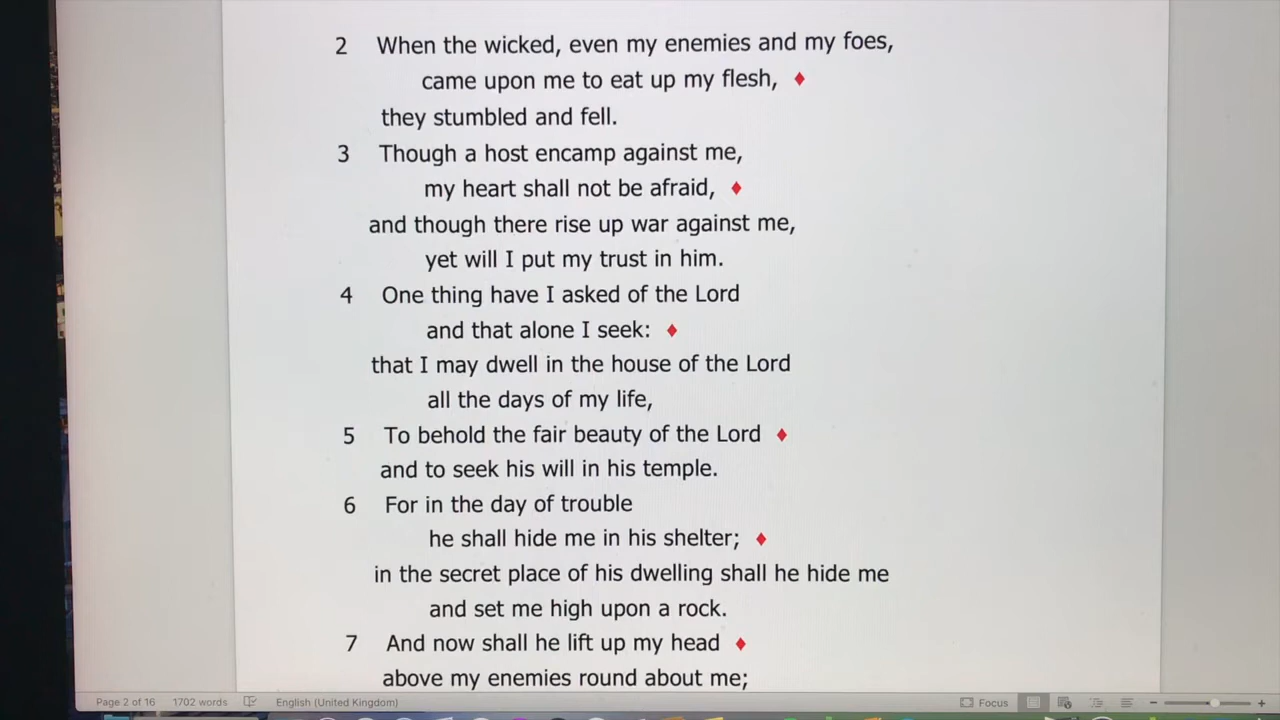 2 When the wicked, even my enemies and my foes,
came upon me to eat up my flesh, ♦
they stumbled and fell.
3 Though a host encamp against me,
my heart shall not be afraid, ♦
and though there rise up war against me,
yet will I put my trust in him.
4 One thing have I asked of the Lord
and that alone I seek: ♦
that I may dwell in the house of the Lord
all the days of my life,
5 To behold the fair beauty of the Lord ♦
and to seek his will in his temple.
6 For in the day of trouble
he shall hide me in his shelter; ♦
in the secret place of his dwelling shall he hide me
and set me high upon a rock.
7 And now shall he lift up my head ♦
above my enemies round about me;
Page 2 of 16 1702 words English (United Kingdom) Focus